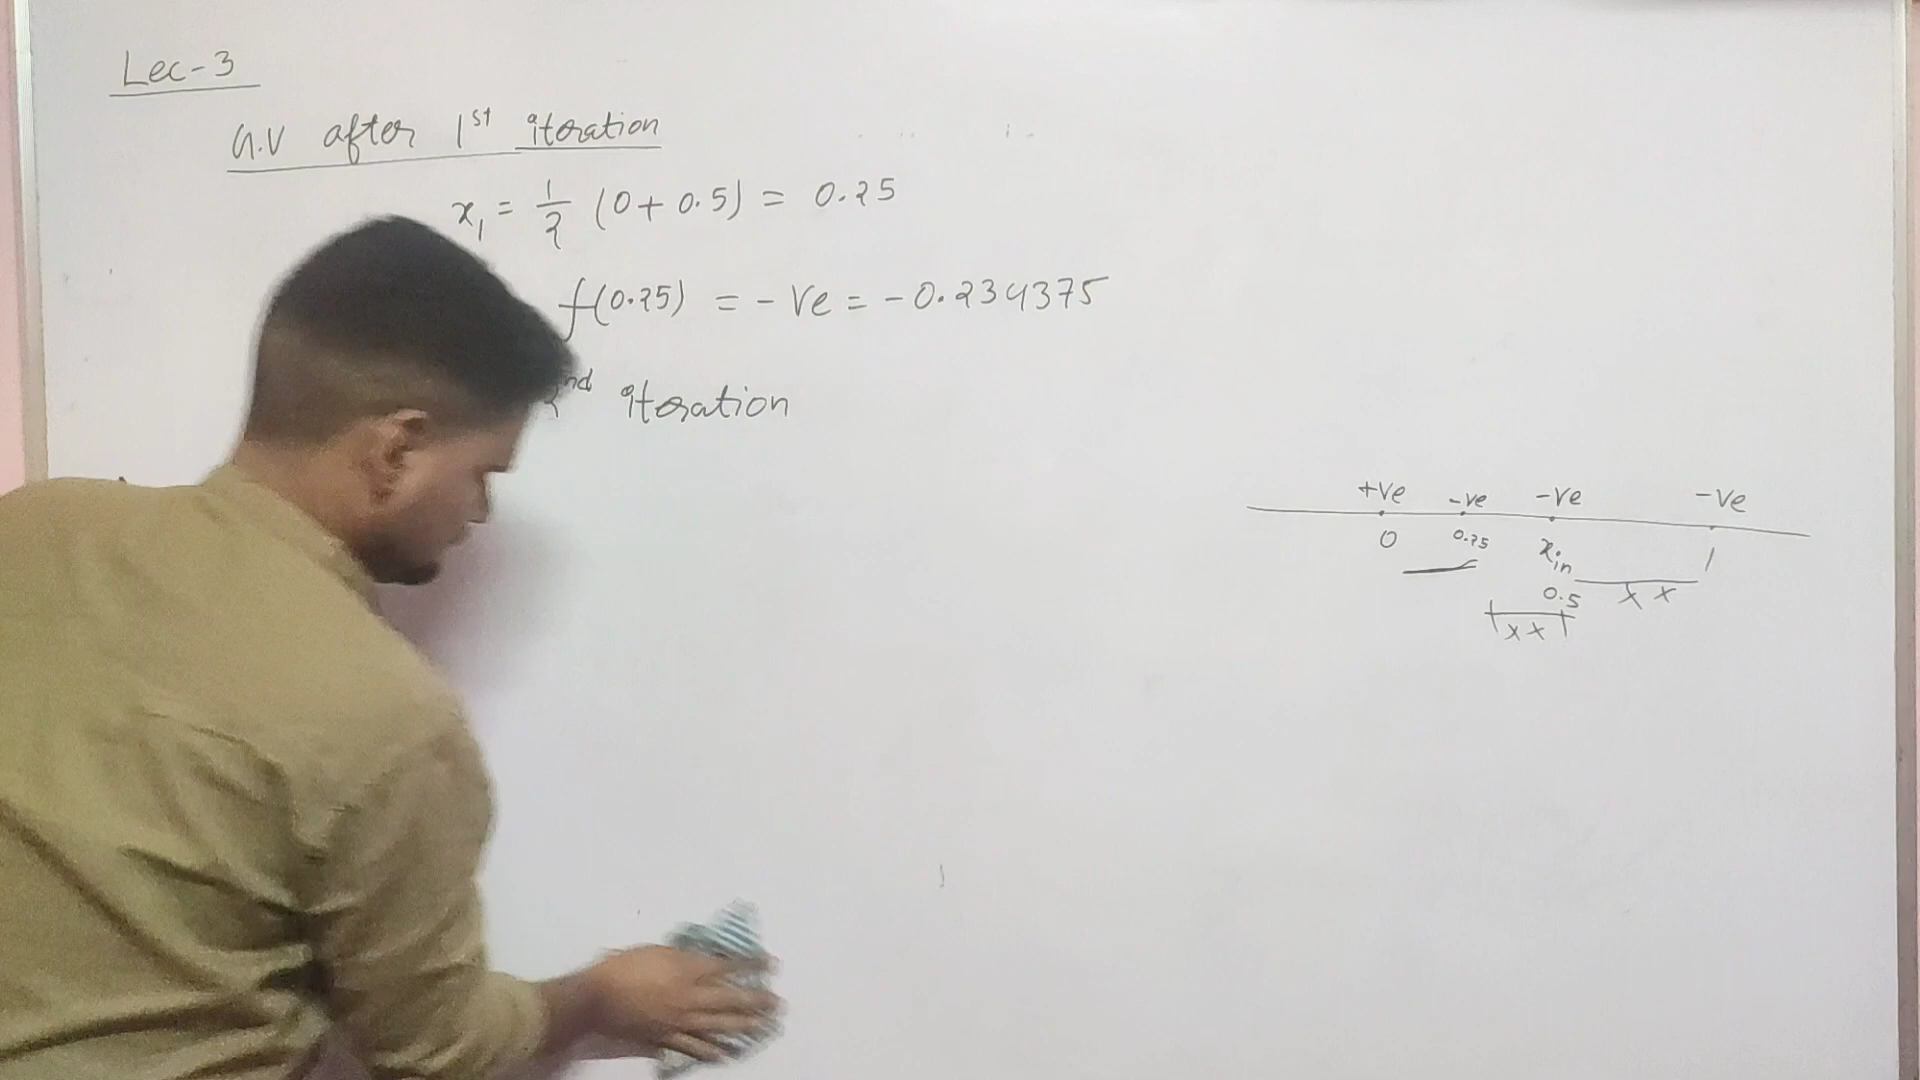 Lec-3
G.V after 1st iteration
x1 = 1/2 (0+0.5) = 0.25
f(0.25) = -ve = -0.234375
2nd iteration
+ve -ve -ve -ve
0 0.25 xin 1
0.5 x x
x x